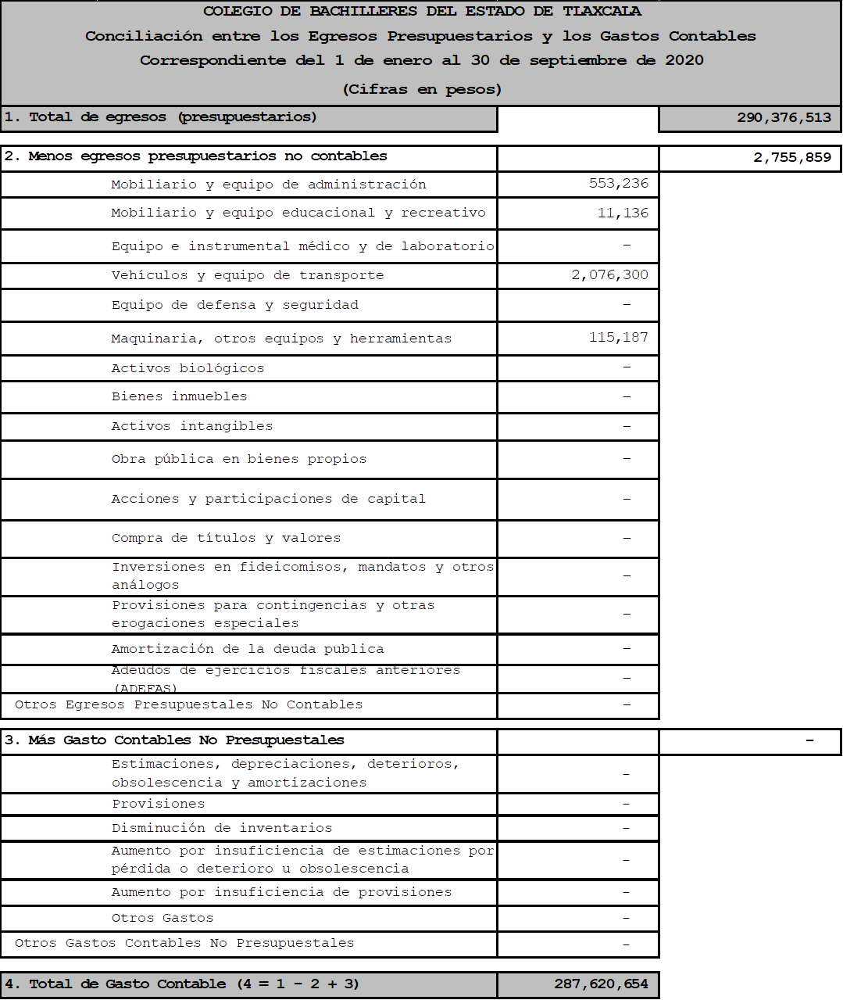 COLEGIO DE BACHILLERES DEL ESTADO DE TLAXCALA
Conciliación entre los Egresos Presupuestarios y los Gastos Contables
Correspondiente del 1 de enero al 30 de septiembre de 2020
(Cifras en pesos)
1. Total de egresos (presupuestarios) 290,376,513
2. Menos egresos presupuestarios no contables 2,755,859
Mobiliario y equipo de administración 553,236
Mobiliario y equipo educacional y recreativo 11,136
Equipo e instrumental médico y de laboratorio –
Vehículos y equipo de transporte 2,076,300
Equipo de defensa y seguridad –
Maquinaria, otros equipos y herramientas 115,187
Activos biológicos –
Bienes inmuebles –
Activos intangibles –
Obra pública en bienes propios –
Acciones y participaciones de capital –
Compra de títulos y valores –
Inversiones en fideicomisos, mandatos y otros
análogos –
Provisiones para contingencias y otras
erogaciones especiales –
Amortización de la deuda publica –
Adeudos de ejercicios fiscales anteriores
(ADEFAS) –
Otros Egresos Presupuestales No Contables –
3. Más Gasto Contables No Presupuestales –
Estimaciones, depreciaciones, deterioros,
obsolescencia y amortizaciones -
Provisiones -
Disminución de inventarios -
Aumento por insuficiencia de estimaciones por
pérdida o deterioro u obsolescencia -
Aumento por insuficiencia de provisiones -
Otros Gastos -
Otros Gastos Contables No Presupuestales -
4. Total de Gasto Contable (4 = 1 - 2 + 3) 287,620,654